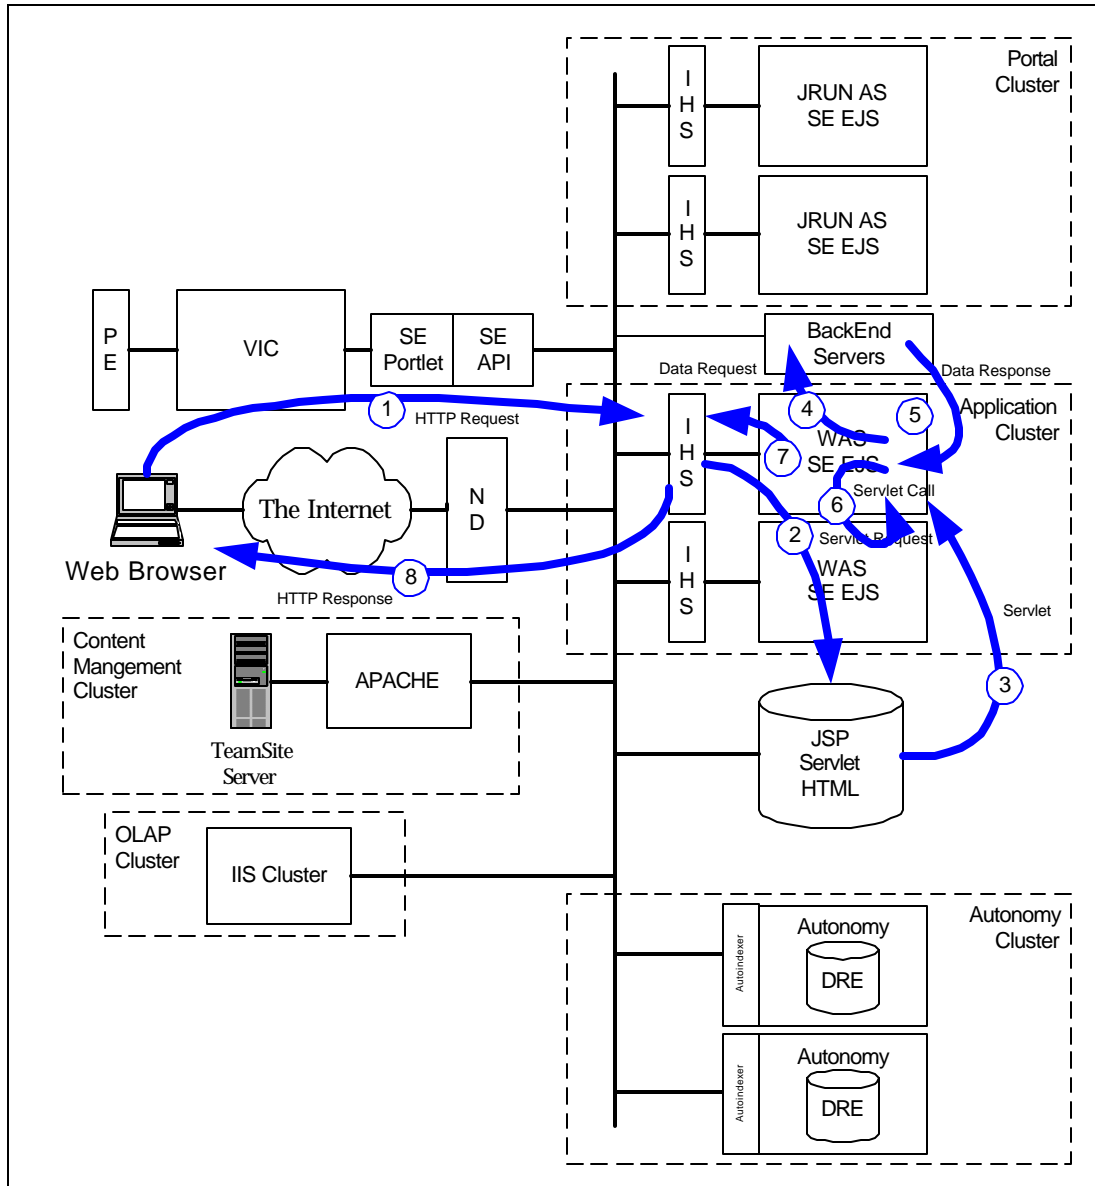 Portal
Cluster
I
H
S
JRUN AS
SE EJS
I
H
S
JRUN AS
SE EJS
P
E
VIC
SE
Portlet
SE
API
BackEnd
Servers
Data Request
Data Response
1
HTTP Request
4
5
Application
Cluster
I
H
S
WAS
SE EJS
7
Servlet Call
6
The Internet
N
D
2
Servlet Request
Web Browser
8
HTTP Response
I
H
S
WAS
SE EJS
Servlet
3
Content
Mangement
Cluster
APACHE
TeamSite
Server
JSP
Servlet
HTML
OLAP
Cluster
IIS Cluster
Autonomy
Cluster
Autoindexer
Autonomy
DRE
Autoindexer
Autonomy
DRE